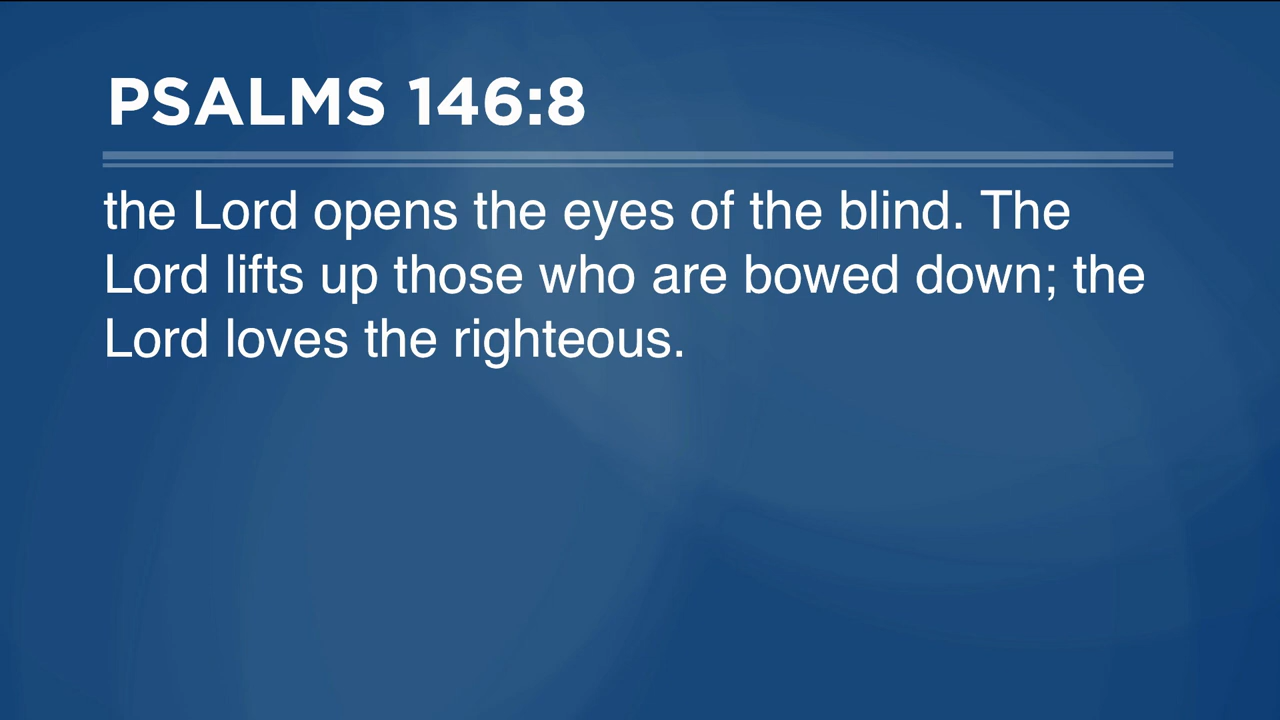 PSALMS 146:8
the Lord opens the eyes of the blind. The
Lord lifts up those who are bowed down; the
Lord loves the righteous.